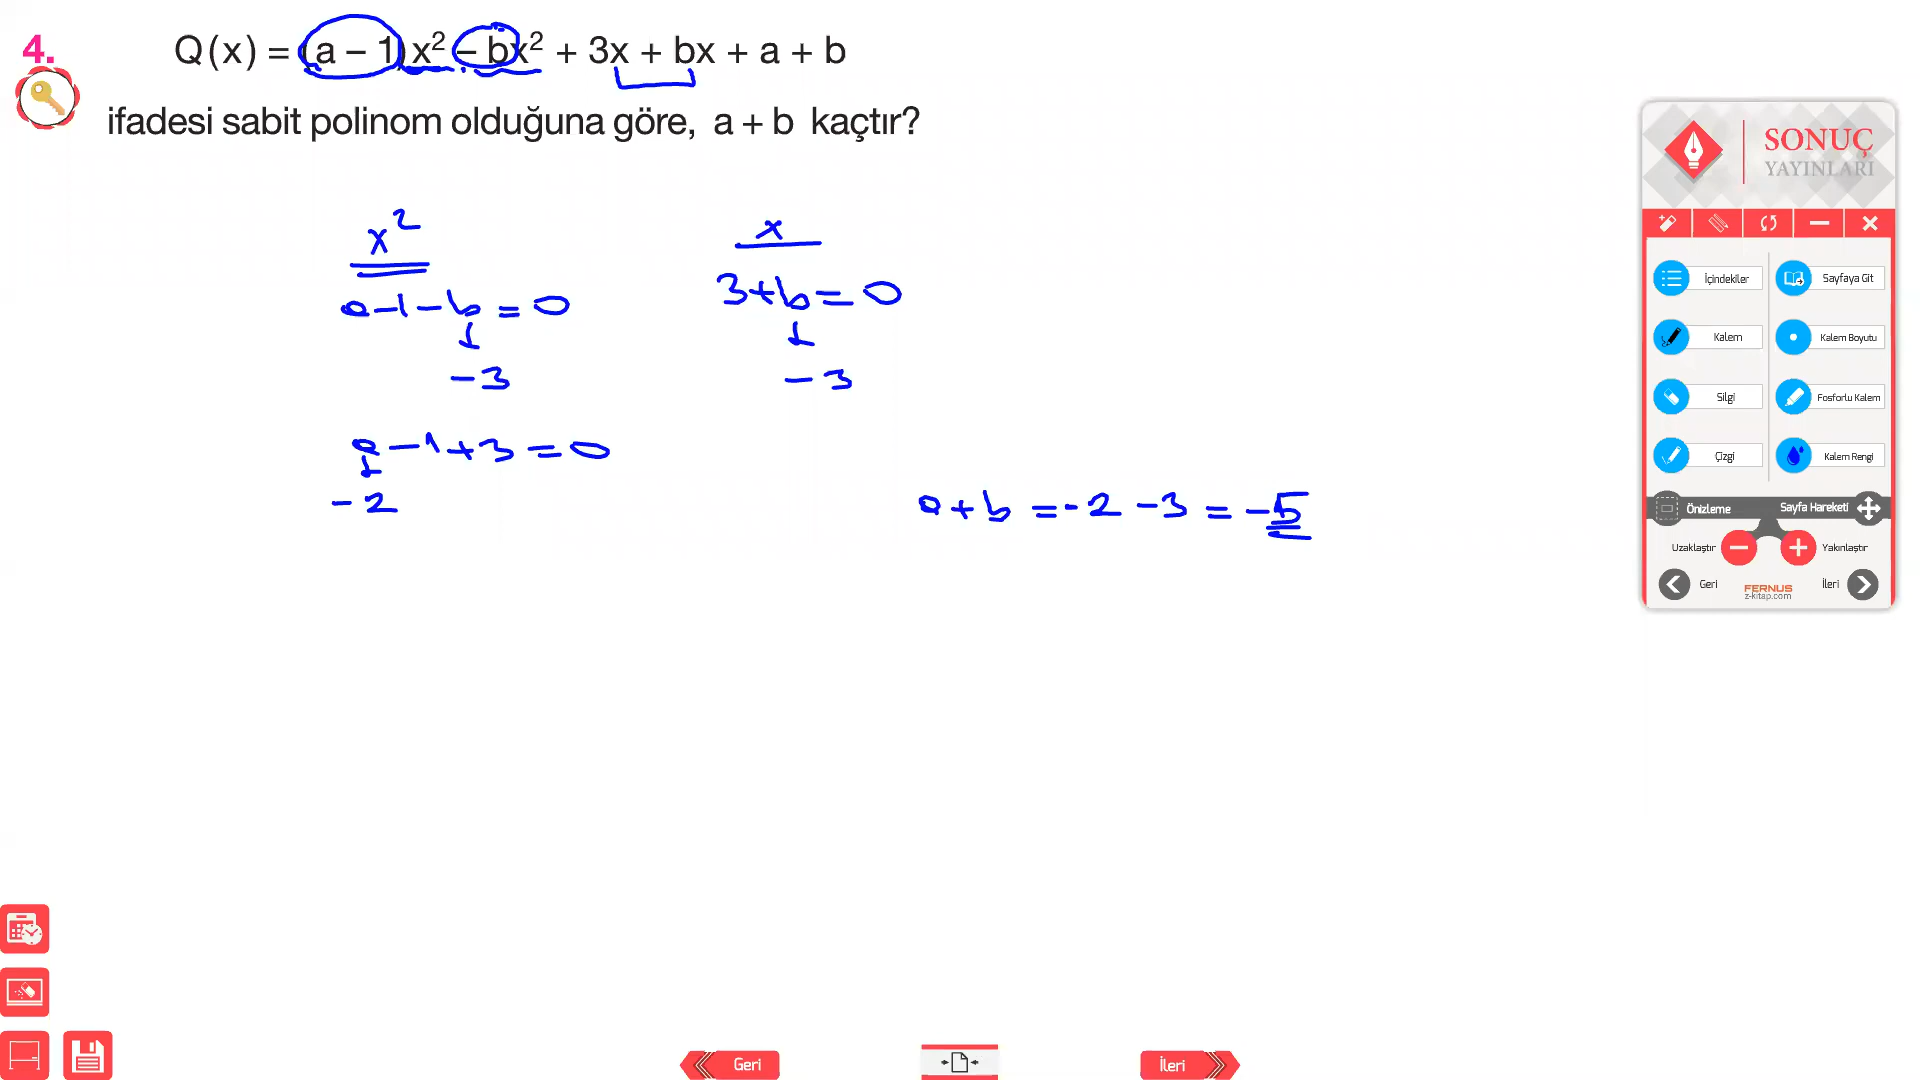 4.
Q(x) = (a − 1)x² − bx² + 3x + bx + a + b
ifadesi sabit polinom olduğuna göre, a + b kaçtır?
x²
a − 1 − b = 0
− 3
a − 1 + 3 = 0
− 2
x
3 + b = 0
− 3
a + b = - 2 - 3 = - 5
SONUÇ
YAYINLARI
İçindekiler
Sayfaya Git
Kalem
Kalem Boyutu
Silgi
Fosforlu Kalem
Çizgi
Kalem Rengi
Önizleme
Sayfa Hareketi
Uzaklaştır
Yakınlaştır
Geri
FERNUS
z-kitap.com
İleri
Geri
İleri